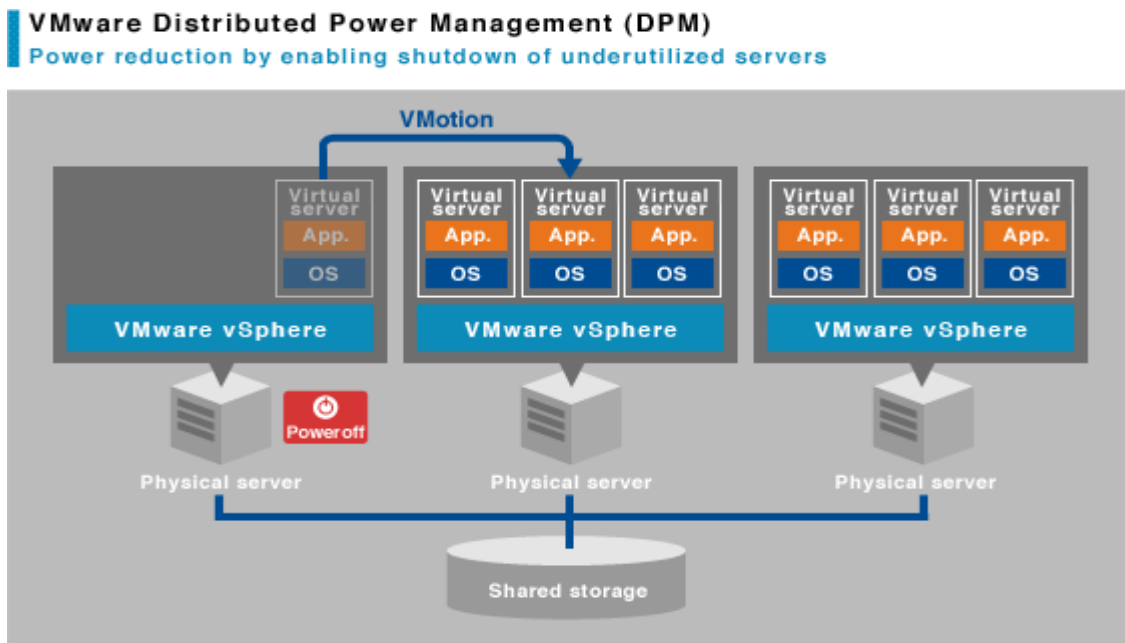 VMware Distributed Power Management (DPM)
Power reduction by enabling shutdown of underutilized servers
VMotion
Virtual
server
App.
OS
VMware vSphere
Virtual
server
App.
OS
Virtual
server
App.
OS
Virtual
server
App.
OS
VMware vSphere
Virtual
server
App.
OS
Virtual
server
App.
OS
Virtual
server
App.
OS
VMware vSphere
Power off
Physical server
Physical server
Physical server
Shared storage